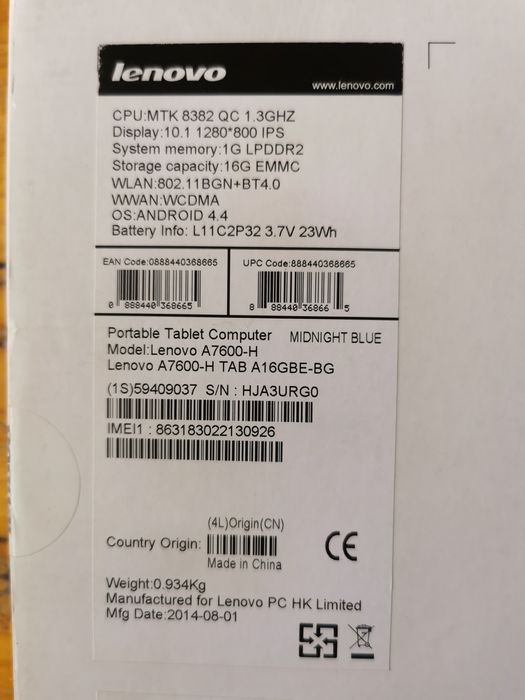 lenovo
www.lenovo.com
CPU:MTK 8382 QC 1.3GHZ
Display:10.1 1280*800 IPS
System memory:1G LPDDR2
Storage capacity:16G EMMC
WLAN:802.11BGN+BT4.0
WWAN:WCDMA
OS:ANDROID 4.4
Battery Info: L11C2P32 3.7V 23Wh
EAN Code:0888440368665
0 888440 368665
UPC Code:888440368665
8 88440 36866 5
Portable Tablet Computer MIDNIGHT BLUE
Model:Lenovo A7600-H
Lenovo A7600-H TAB A16GBE-BG
(1S)59409037 S/N : HJA3URG0
IMEI1 : 863183022130926
(4L)Origin(CN)
Country Origin:
Made in China
CE
Weight:0.934Kg
Manufactured for Lenovo PC HK Limited
Mfg Date:2014-08-01